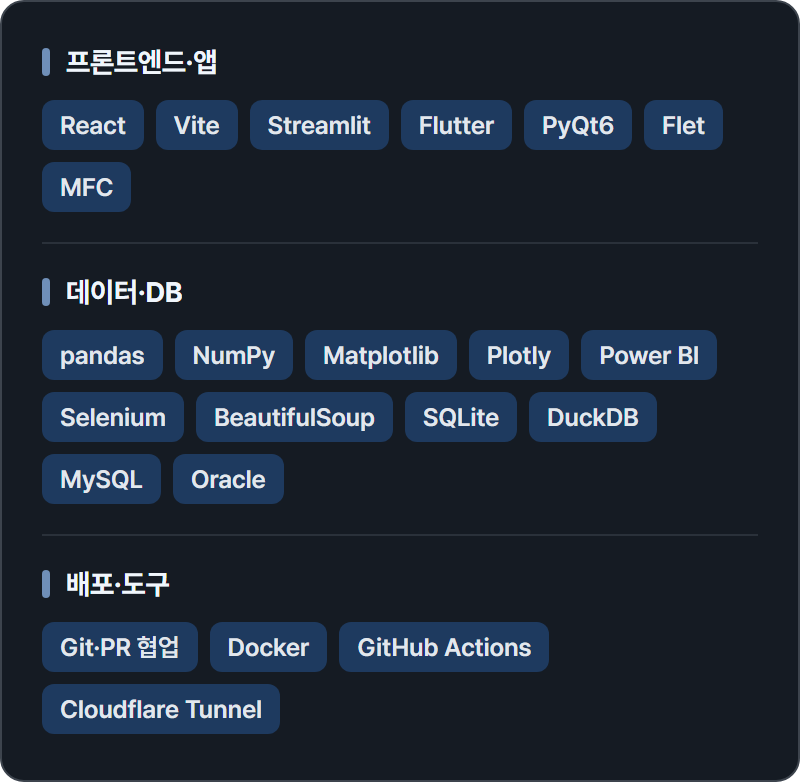 프론트엔드·앱
React Vite Streamlit Flutter PyQt6 Flet
MFC
데이터·DB
pandas NumPy Matplotlib Plotly Power BI
Selenium BeautifulSoup SQLite DuckDB
MySQL Oracle
배포·도구
Git·PR 협업 Docker GitHub Actions
Cloudflare Tunnel